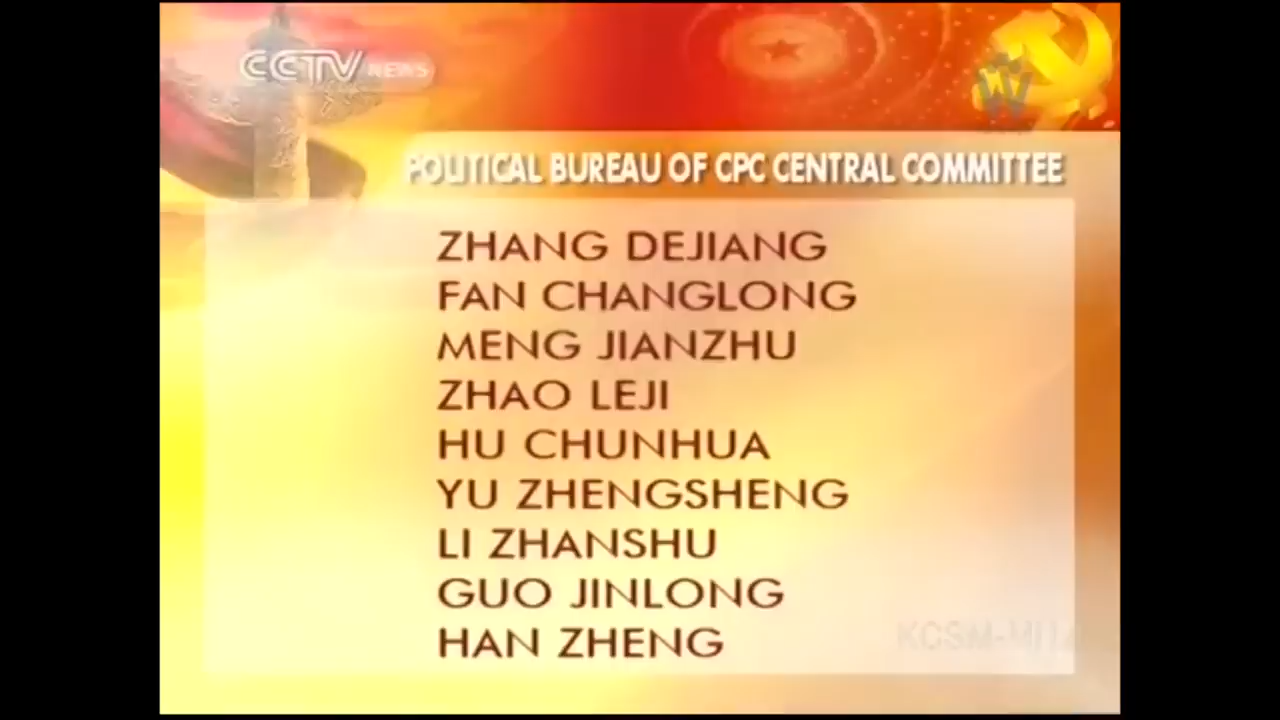 CCTV NEWS
W
POLITICAL BUREAU OF CPC CENTRAL COMMITTEE
ZHANG DEJIANG
FAN CHANGLONG
MENG JIANZHU
ZHAO LEJI
HU CHUNHUA
YU ZHENGSHENG
LI ZHANSHU
GUO JINLONG
HAN ZHENG